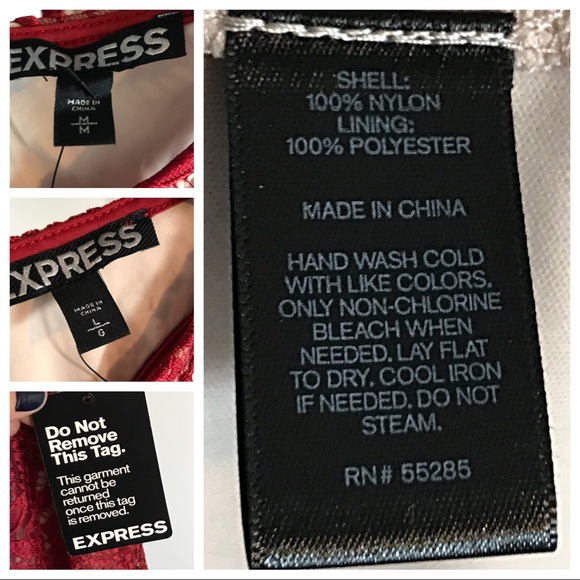 EXPRESS
MADE IN
CHINA
M
M
EXPRESS
MADE IN
CHINA
L
G
Do Not
Remove
This Tag.
This garment
cannot be
returned
once this tag
is removed.
EXPRESS
SHELL:
100% NYLON
LINING:
100% POLYESTER
MADE IN CHINA
HAND WASH COLD
WITH LIKE COLORS.
ONLY NON-CHLORINE
BLEACH WHEN
NEEDED. LAY FLAT
TO DRY. COOL IRON
IF NEEDED. DO NOT
STEAM.
RN# 55285